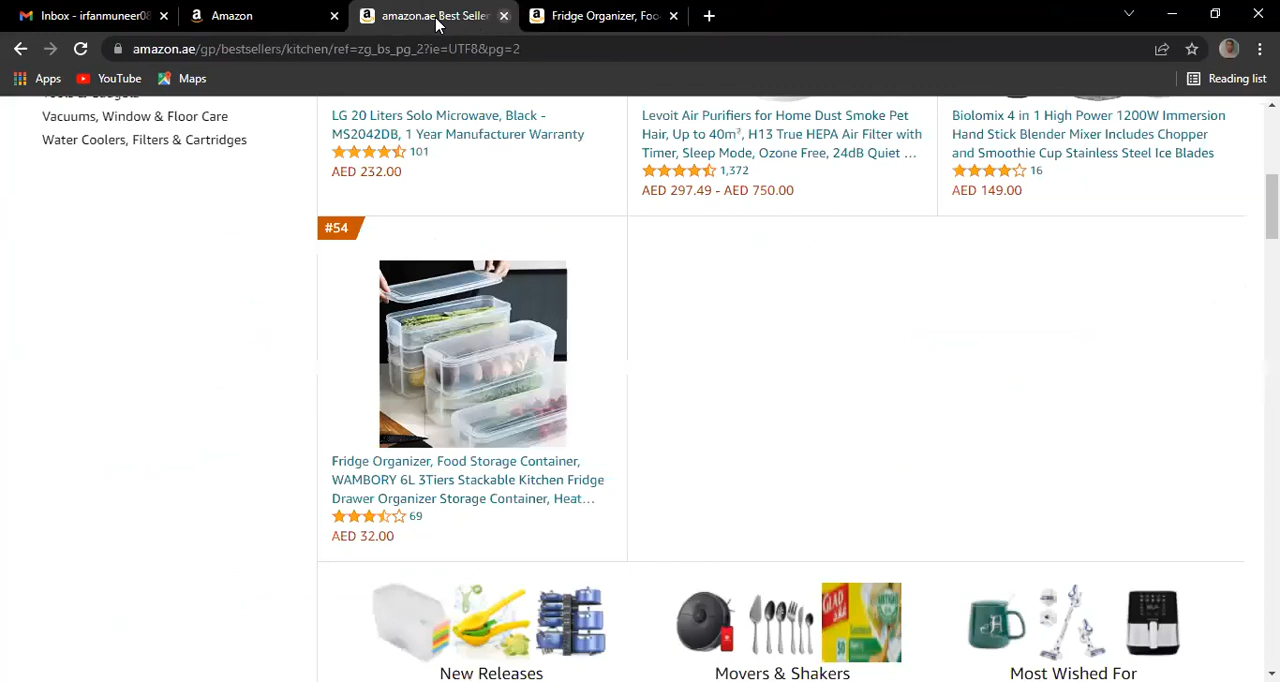 Inbox - irfanmuneer08
Amazon
amazon.ae Best Seller
Fridge Organizer, Foo
amazon.ae/gp/bestsellers/kitchen/ref=zg_bs_pg_2?ie=UTF8&pg=2
Apps
YouTube
Maps
Reading list
Vacuums, Window & Floor Care
Water Coolers, Filters & Cartridges
LG 20 Liters Solo Microwave, Black -
MS2042DB, 1 Year Manufacturer Warranty
101
AED 232.00
Levoit Air Purifiers for Home Dust Smoke Pet
Hair, Up to 40m², H13 True HEPA Air Filter with
Timer, Sleep Mode, Ozone Free, 24dB Quiet ...
1,372
AED 297.49 - AED 750.00
Biolomix 4 in 1 High Power 1200W Immersion
Hand Stick Blender Mixer Includes Chopper
and Smoothie Cup Stainless Steel Ice Blades
16
AED 149.00
#54
Fridge Organizer, Food Storage Container,
WAMBORY 6L 3Tiers Stackable Kitchen Fridge
Drawer Organizer Storage Container, Heat...
69
AED 32.00
GLAD
New Releases
Movers & Shakers
Most Wished For